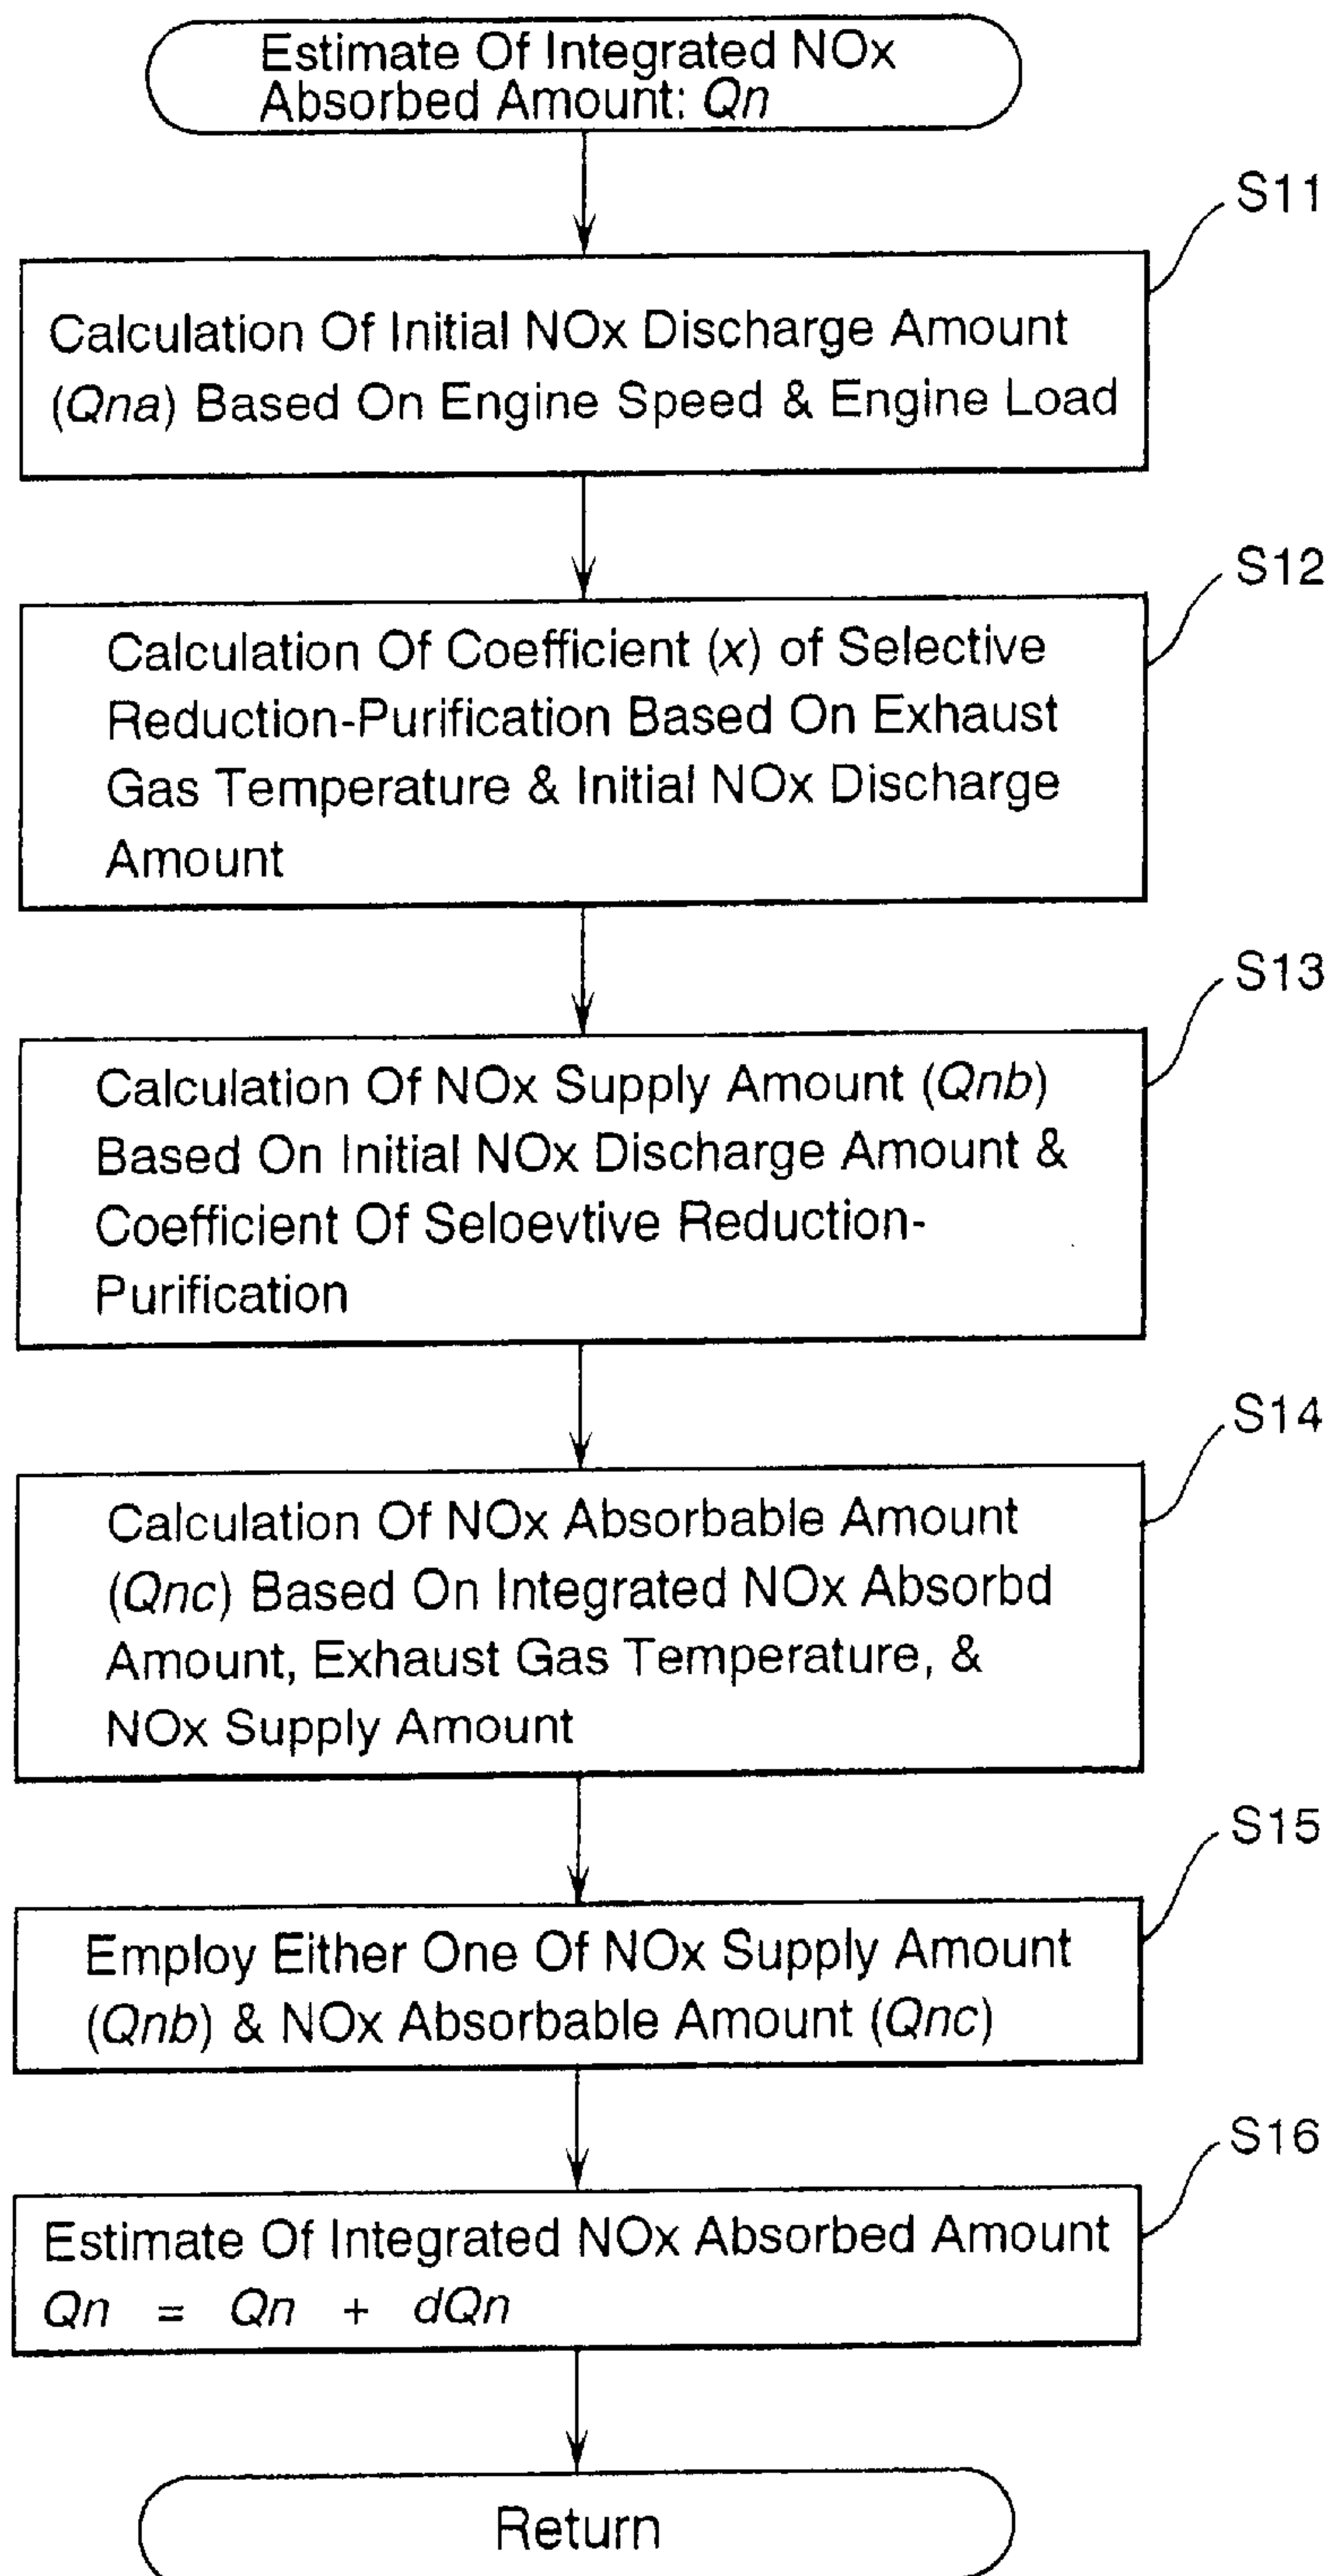 Estimate Of Integrated NOx
Absorbed Amount: Qn
S11
Calculation Of Initial NOx Discharge Amount
(Qna) Based On Engine Speed & Engine Load
S12
Calculation Of Coefficient (x) of Selective
Reduction-Purification Based On Exhaust
Gas Temperature & Initial NOx Discharge
Amount
S13
Calculation Of NOx Supply Amount (Qnb)
Based On Initial NOx Discharge Amount &
Coefficient Of Seloevtive Reduction-
Purification
S14
Calculation Of NOx Absorbable Amount
(Qnc) Based On Integrated NOx Absorbd
Amount, Exhaust Gas Temperature, &
NOx Supply Amount
S15
Employ Either One Of NOx Supply Amount
(Qnb) & NOx Absorbable Amount (Qnc)
S16
Estimate Of Integrated NOx Absorbed Amount
Qn = Qn + dQn
Return